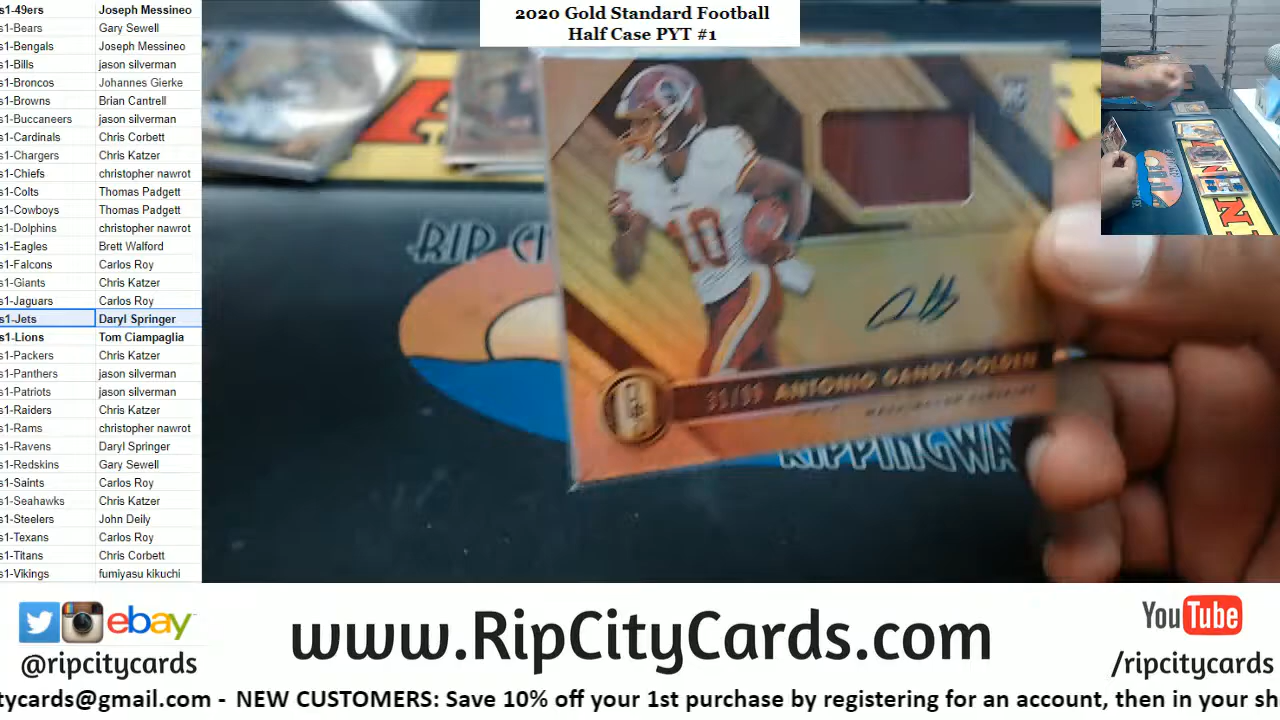 s1-49ers Joseph Messineo
s1-Bears Gary Sewell
s1-Bengals Joseph Messineo
s1-Bills jason silverman
s1-Broncos Johannes Gierke
s1-Browns Brian Cantrell
s1-Buccaneers jason silverman
s1-Cardinals Chris Corbett
s1-Chargers Chris Katzer
s1-Chiefs christopher nawrot
s1-Colts Thomas Padgett
s1-Cowboys Thomas Padgett
s1-Dolphins christopher nawrot
s1-Eagles Brett Walford
s1-Falcons Carlos Roy
s1-Giants Chris Katzer
s1-Jaguars Carlos Roy
s1-Jets Daryl Springer
s1-Lions Tom Ciampaglia
s1-Packers Chris Katzer
s1-Panthers jason silverman
s1-Patriots jason silverman
s1-Raiders Chris Katzer
s1-Rams christopher nawrot
s1-Ravens Daryl Springer
s1-Redskins Gary Sewell
s1-Saints Carlos Roy
s1-Seahawks Chris Katzer
s1-Steelers John Deily
s1-Texans Carlos Roy
s1-Titans Chris Corbett
s1-Vikings fumiyasu kikuchi
2020 Gold Standard Football
Half Case PYT #1
RIP CI
10
ANTONIO GANDY-GOLDEN
RIPPINGWA
ebay
@ripcitycards
www.RipCityCards.com
YouTube
/ripcitycards
tycards@gmail.com - NEW CUSTOMERS: Save 10% off your 1st purchase by registering for an account, then in your sh